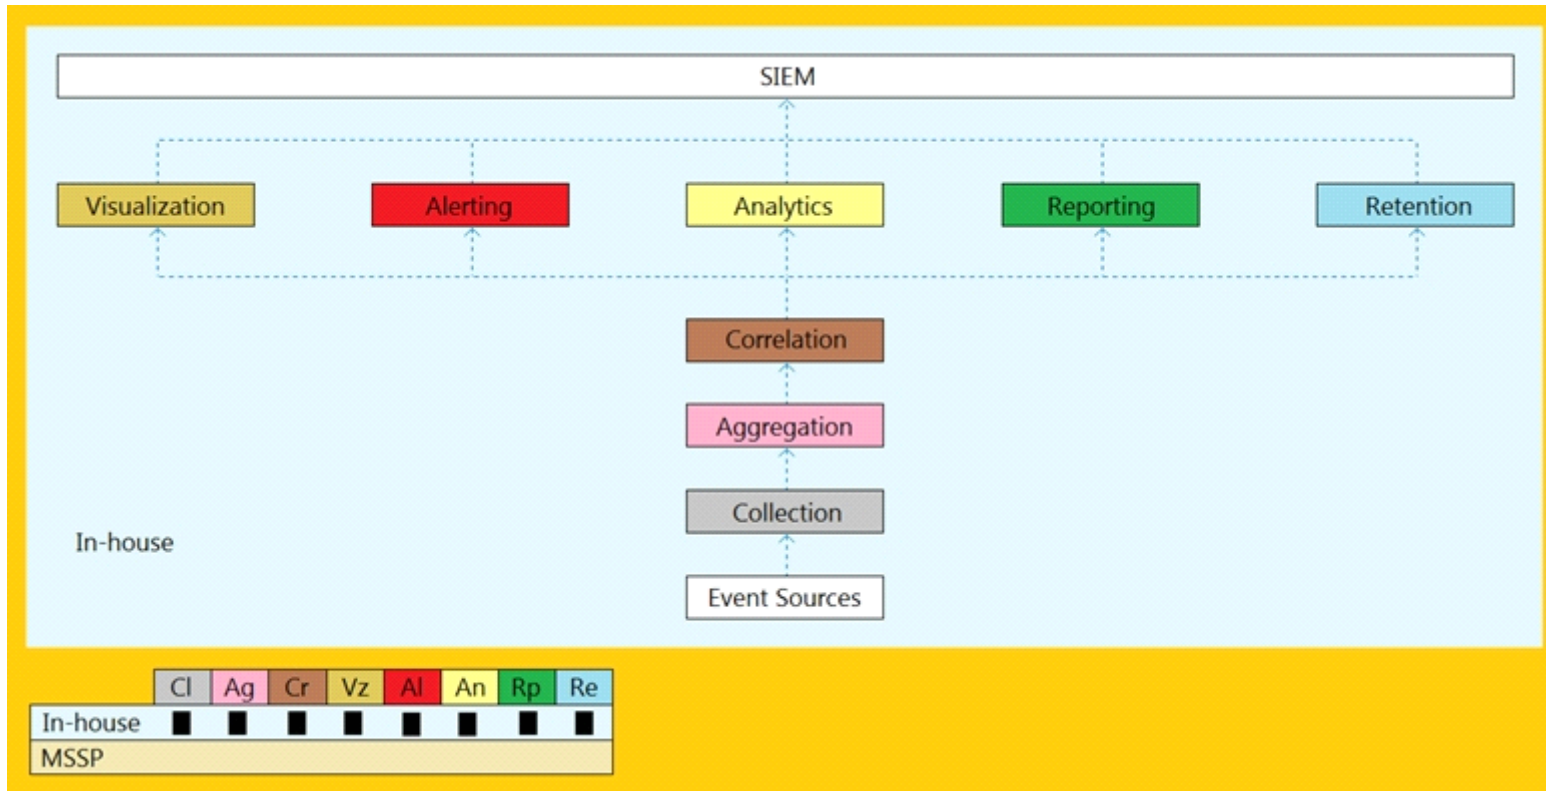 SIEM
Visualization Alerting Analytics Reporting Retention
Correlation
Aggregation
Collection
In-house
Event Sources
Cl Ag Cr Vz Al An Rp Re
In-house
MSSP